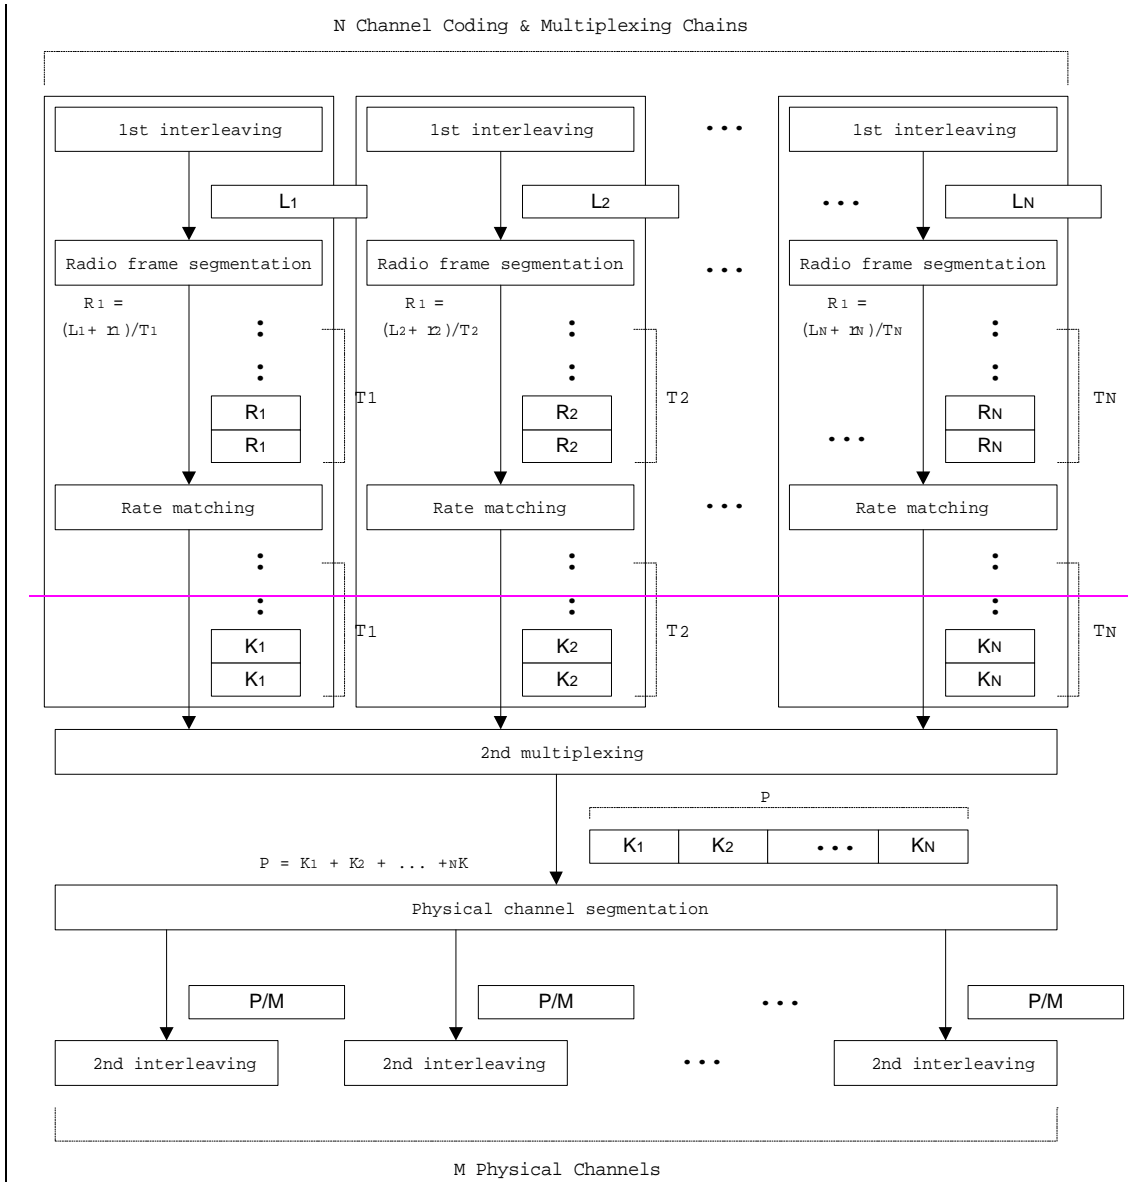 N Channel Coding & Multiplexing Chains
1st interleaving 1st interleaving ... 1st interleaving
L1 L2 ... LN
Radio frame segmentation Radio frame segmentation ... Radio frame segmentation
R1 = R1 = R1 =
(L1+ r1)/T1 (L2+ r2)/T2 (LN+ rN)/TN
T1 T2 TN
R1 R2 RN
R1 R2 ... RN
Rate matching Rate matching ... Rate matching
T1 T2 TN
K1 K2 KN
K1 K2 KN
2nd multiplexing
P
K1 K2 ... KN
P = K1 + K2 + ... +NK
Physical channel segmentation
P/M P/M ... P/M
2nd interleaving 2nd interleaving ... 2nd interleaving
M Physical Channels